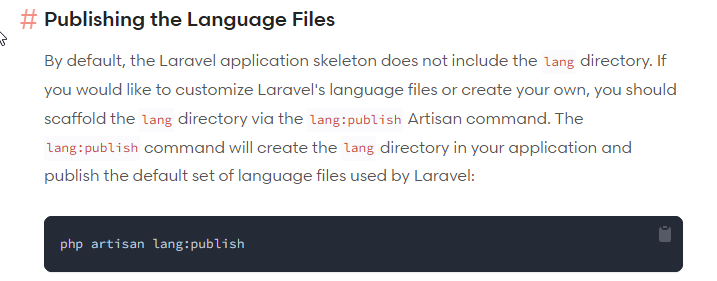 # Publishing the Language Files
By default, the Laravel application skeleton does not include the lang directory. If
you would like to customize Laravel's language files or create your own, you should
scaffold the lang directory via the lang:publish Artisan command. The
lang:publish command will create the lang directory in your application and
publish the default set of language files used by Laravel:
php artisan lang:publish